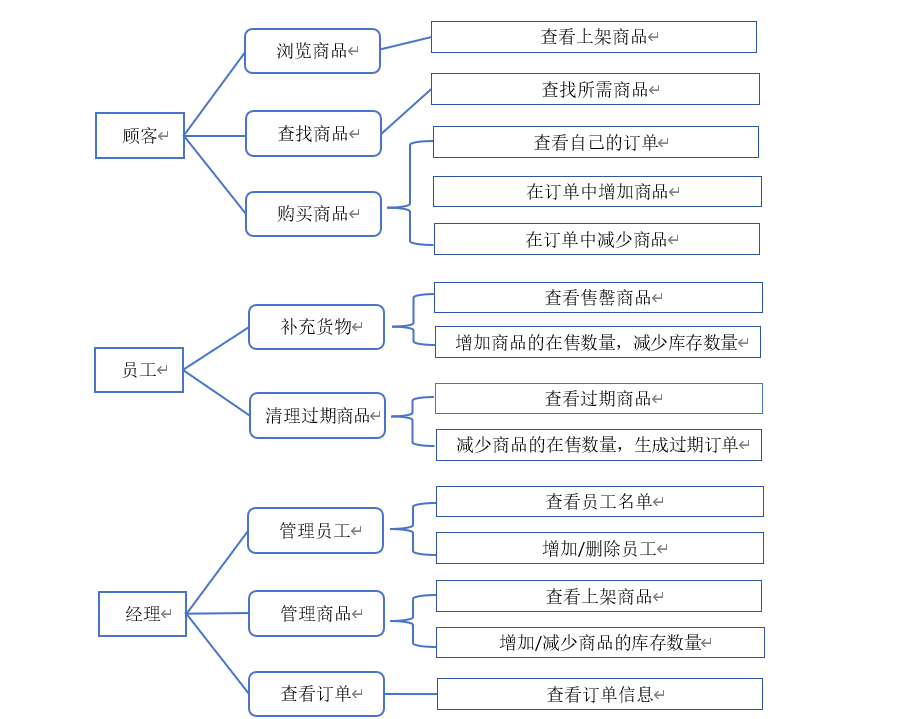 顾客
浏览商品
查看上架商品
查找商品
查找所需商品
购买商品
查看自己的订单
在订单中增加商品
在订单中减少商品
员工
补充货物
查看售罄商品
增加商品的在售数量，减少库存数量
清理过期商品
查看过期商品
减少商品的在售数量，生成过期订单
经理
管理员工
查看员工名单
增加/删除员工
管理商品
查看上架商品
增加/减少商品的库存数量
查看订单
查看订单信息